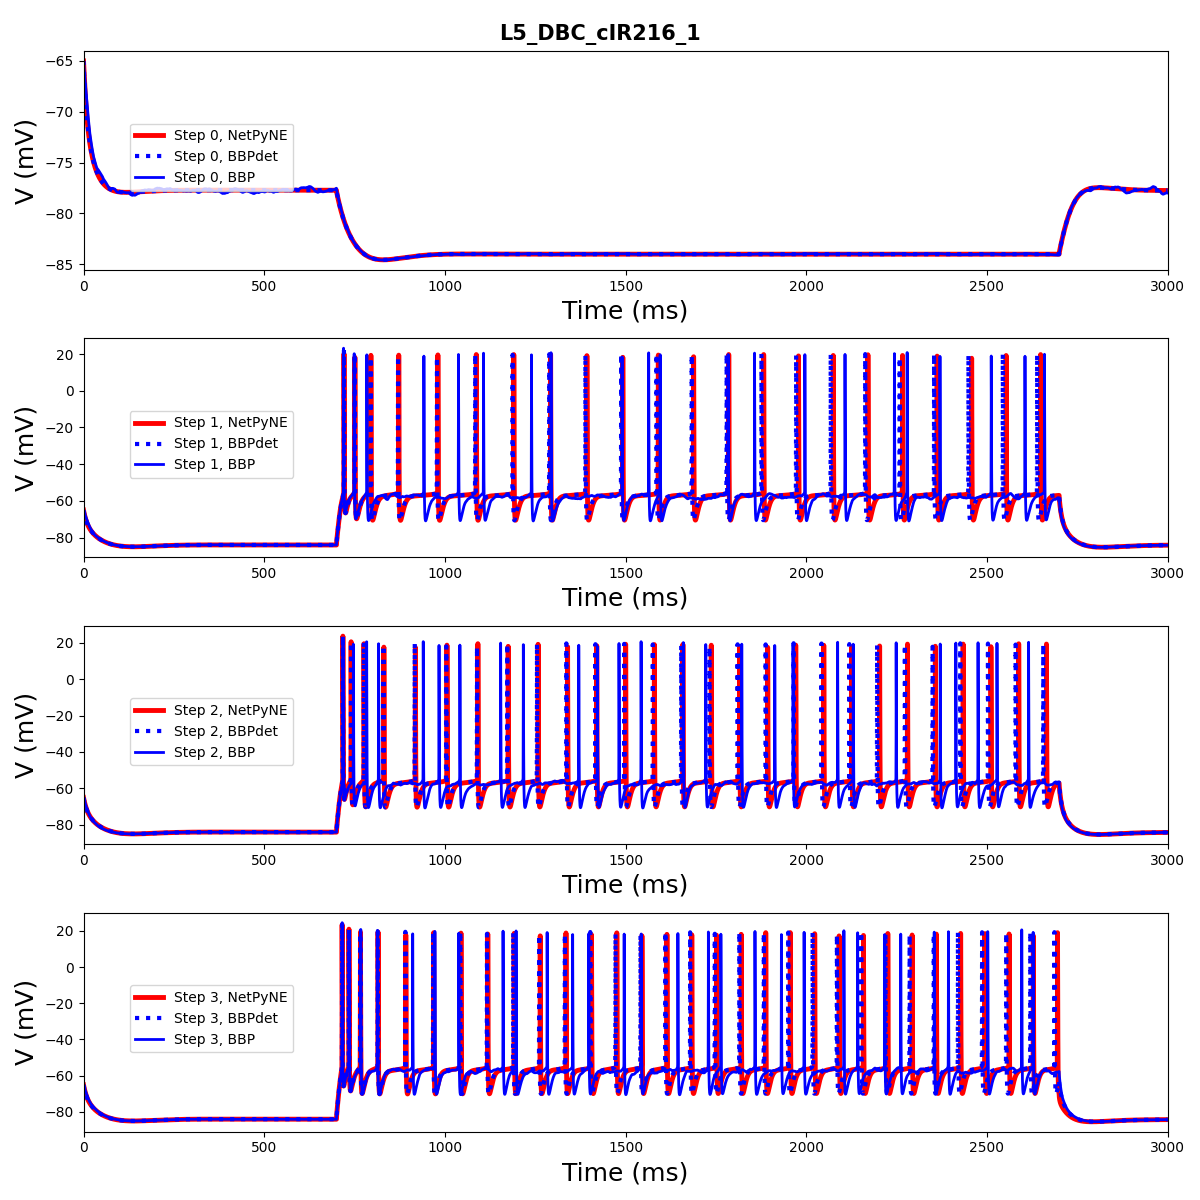 L5_DBC_cIR216_1
V (mV)
−65
−70
−75
−80
−85
Step 0, NetPyNE
Step 0, BBPdet
Step 0, BBP
0 500 1000 1500 2000 2500 3000
Time (ms)
V (mV)
20
0
−20
−40
−60
−80
Step 1, NetPyNE
Step 1, BBPdet
Step 1, BBP
0 500 1000 1500 2000 2500 3000
Time (ms)
V (mV)
20
0
−20
−40
−60
−80
Step 2, NetPyNE
Step 2, BBPdet
Step 2, BBP
0 500 1000 1500 2000 2500 3000
Time (ms)
V (mV)
20
0
−20
−40
−60
−80
Step 3, NetPyNE
Step 3, BBPdet
Step 3, BBP
0 500 1000 1500 2000 2500 3000
Time (ms)